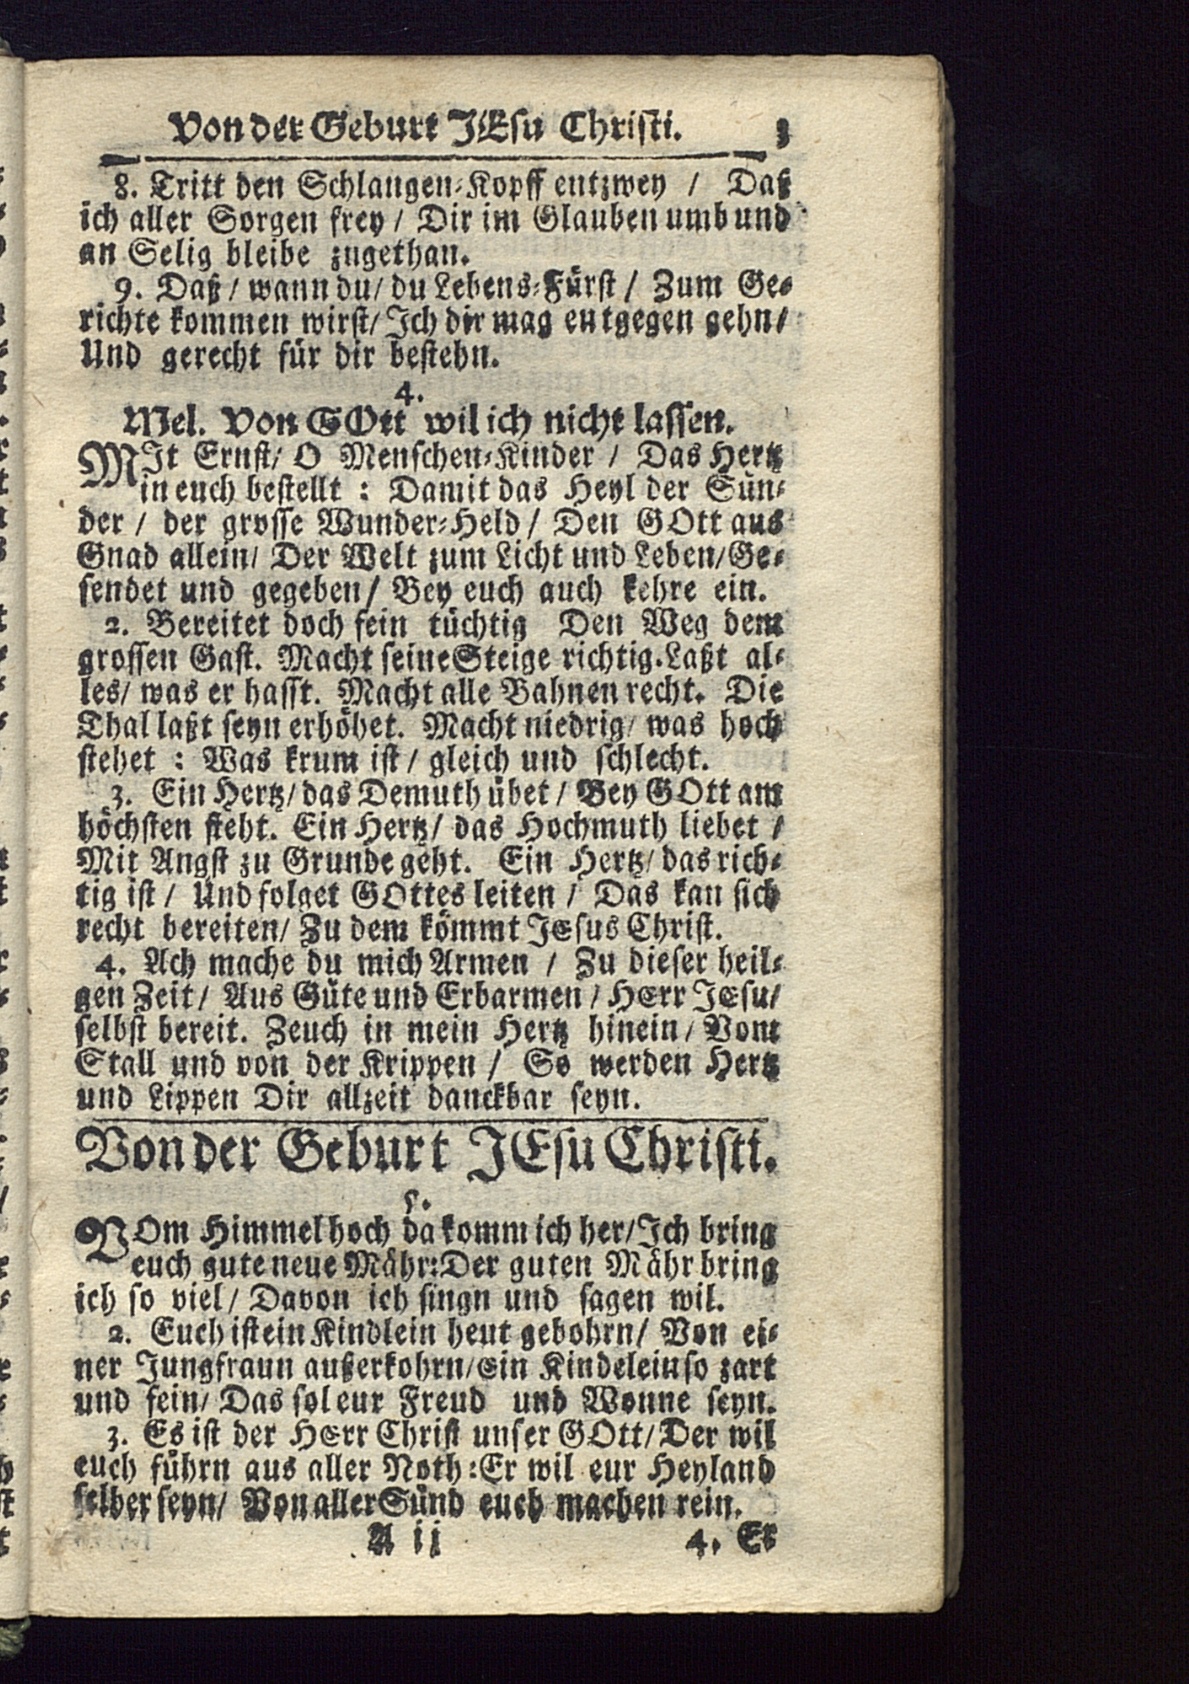 Von der Geburt JEsu Christi. 3
8. Tritt den Schlangen-Kopff entzwey / Daß
ich aller Sorgen frey / Dir im Glauben umb und
an Selig bleibe zugethan.
9. Daß / wann du / du Lebens-Fürst / Zum Ge-
richte kommen wirst / Ich dir mag entgegen gehn /
Und gerecht für dir bestehn.
4.
Mel. Von GOtt wil ich nicht lassen.
MIt Ernst / O Menschen-Kinder / Das Hertz
in euch bestellt : Damit das Heyl der Sün-
der / der grosse Wunder-Held / Den GOtt aus
Gnad allein / Der Welt zum Licht und Leben / Ge-
sendet und gegeben / Bey euch auch kehre ein.
2. Bereitet doch fein tüchtig Den Weg dem
grossen Gast. Macht seine Steige richtig. Laßt al-
les / was er hasst. Macht alle Bahnen recht. Die
Thal laßt seyn erhöhet. Macht niedrig / was hoch
stehet : Was krum ist / gleich und schlecht.
3. Ein Hertz / das Demuth übet / Bey GOtt am
höchsten steht. Ein Hertz / das Hochmuth liebet /
Mit Angst zu Grunde geht. Ein Hertz / das rich-
tig ist / Und folget GOttes leiten / Das kan sich
recht bereiten / Zu dem kömmt JEsus Christ.
4. Ach mache du mich Armen / Zu dieser heil-
gen Zeit / Aus Güte und Erbarmen / HErr JEsu /
selbst bereit. Zeuch in mein Hertz hinein / Vom
Stall und von der Krippen / So werden Hertz
und Lippen Dir allzeit danckbar seyn.
Von der Geburt JEsu Christi.
5.
VOm Himmel hoch da komm ich her / Ich bring
euch gute neue Mähr: Der guten Mähr bring
ich so viel / Davon ich singn und sagen wil.
2. Euch ist ein Kindlein heut gebohrn / Von ei-
ner Jungfraun außerkohrn / Ein Kindelein so zart
und fein / Das sol eur Freud und Wonne seyn.
3. Es ist der HErr Christ unser GOtt / Der wil
euch führn aus aller Noth : Er wil eur Heyland
selber seyn / Von aller Sünd euch machen rein.
A ij 4. Er